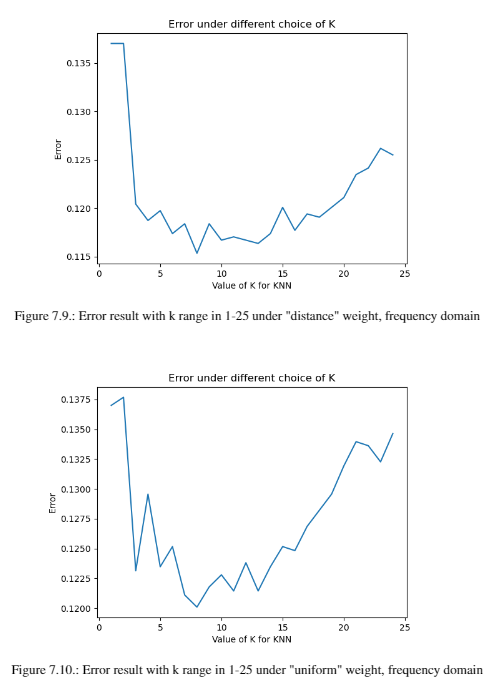 Error under different choice of K
0.135
0.130
0.125
0.120
0.115
Error
0 5 10 15 20 25
Value of K for KNN
Figure 7.9.: Error result with k range in 1-25 under "distance" weight, frequency domain
Error under different choice of K
0.1375
0.1350
0.1325
0.1300
0.1275
0.1250
0.1225
0.1200
Error
0 5 10 15 20 25
Value of K for KNN
Figure 7.10.: Error result with k range in 1-25 under "uniform" weight, frequency domain